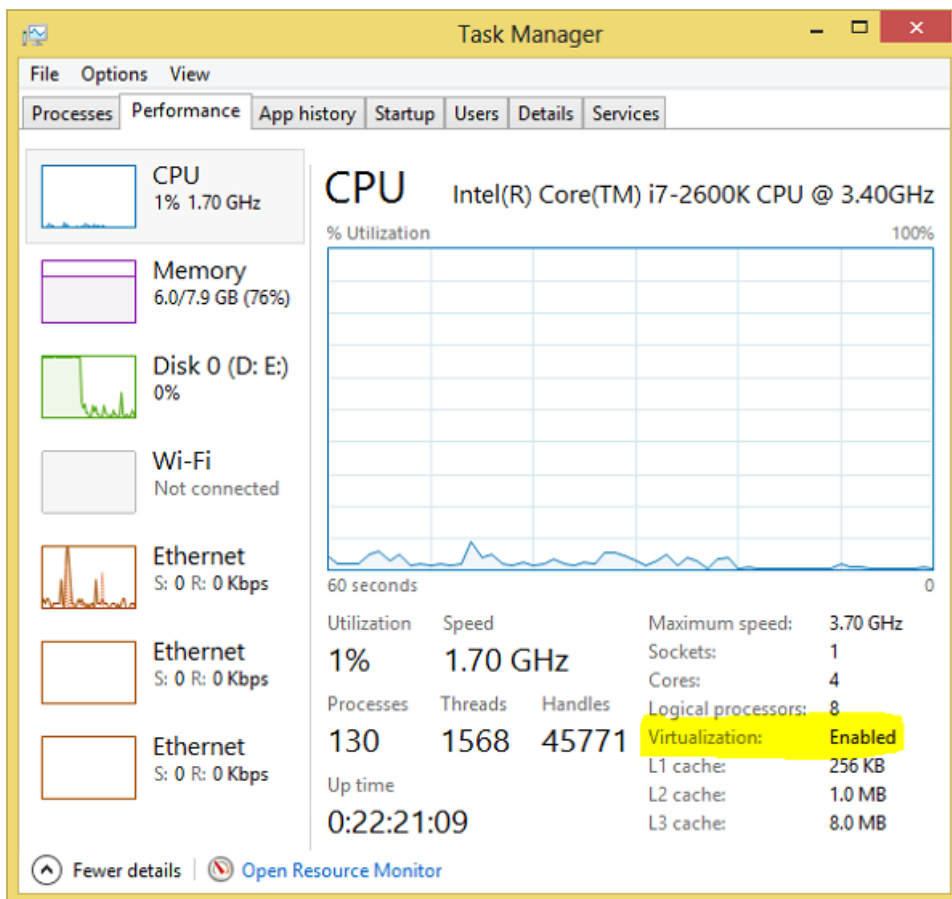 Task Manager
File Options View
Processes Performance App history Startup Users Details Services
CPU
1% 1.70 GHz
Memory
6.0/7.9 GB (76%)
Disk 0 (D: E:)
0%
Wi-Fi
Not connected
Ethernet
S: 0 R: 0 Kbps
Ethernet
S: 0 R: 0 Kbps
Ethernet
S: 0 R: 0 Kbps
CPU Intel(R) Core(TM) i7-2600K CPU @ 3.40GHz
% Utilization 100%
60 seconds 0
Utilization Speed
1% 1.70 GHz
Processes Threads Handles
130 1568 45771
Up time
0:22:21:09
Maximum speed: 3.70 GHz
Sockets: 1
Cores: 4
Logical processors: 8
Virtualization: Enabled
L1 cache: 256 KB
L2 cache: 1.0 MB
L3 cache: 8.0 MB
Fewer details Open Resource Monitor